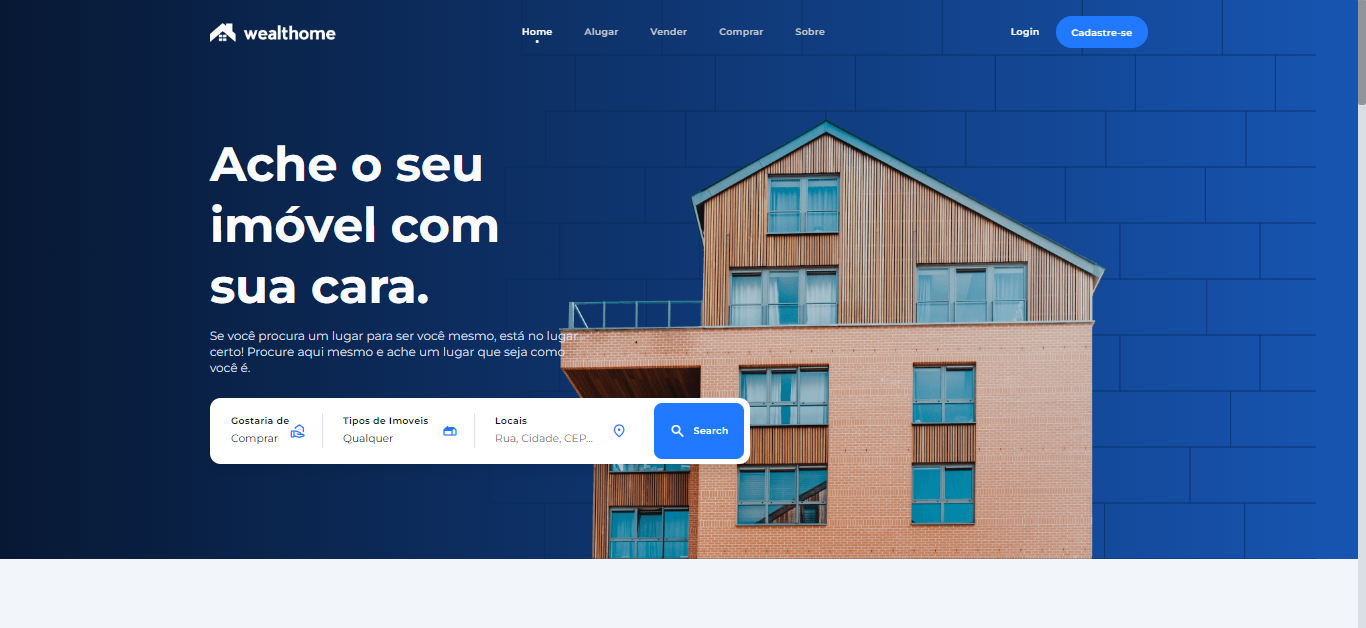 wealthome
Home
Alugar
Vender
Comprar
Sobre
Login
Cadastre-se
Ache o seu
imóvel com
sua cara.
Se você procura um lugar para ser você mesmo, está no lugar
certo! Procure aqui mesmo e ache um lugar que seja como
você é.
Gostaria de
Comprar
Tipos de Imoveis
Qualquer
Locais
Rua, Cidade, CEP...
Search